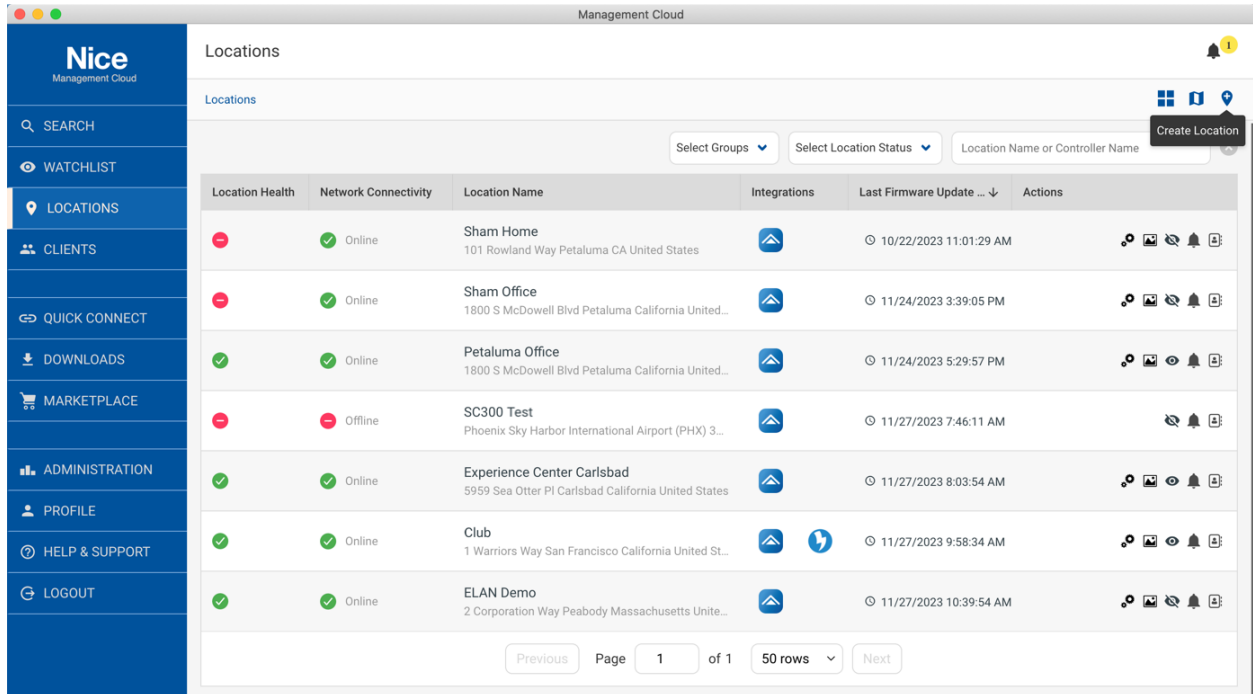 Management Cloud
Nice
Management Cloud
SEARCH
WATCHLIST
LOCATIONS
CLIENTS
QUICK CONNECT
DOWNLOADS
MARKETPLACE
ADMINISTRATION
PROFILE
HELP & SUPPORT
LOGOUT
Locations
1
Locations
Create Location
Select Groups
Select Location Status
Location Name or Controller Name
Location Health Network Connectivity Location Name Integrations Last Firmware Update ... Actions
Online Sham Home 10/22/2023 11:01:29 AM
101 Rowland Way Petaluma CA United States
Online Sham Office 11/24/2023 3:39:05 PM
1800 S McDowell Blvd Petaluma California United...
Online Petaluma Office 11/24/2023 5:29:57 PM
1800 S McDowell Blvd Petaluma California United...
Offline SC300 Test 11/27/2023 7:46:11 AM
Phoenix Sky Harbor International Airport (PHX) 3...
Online Experience Center Carlsbad 11/27/2023 8:03:54 AM
5959 Sea Otter Pl Carlsbad California United States
Online Club 11/27/2023 9:58:34 AM
1 Warriors Way San Francisco California United St...
Online ELAN Demo 11/27/2023 10:39:54 AM
2 Corporation Way Peabody Massachusetts Unite...
Previous Page 1 of 1 50 rows Next